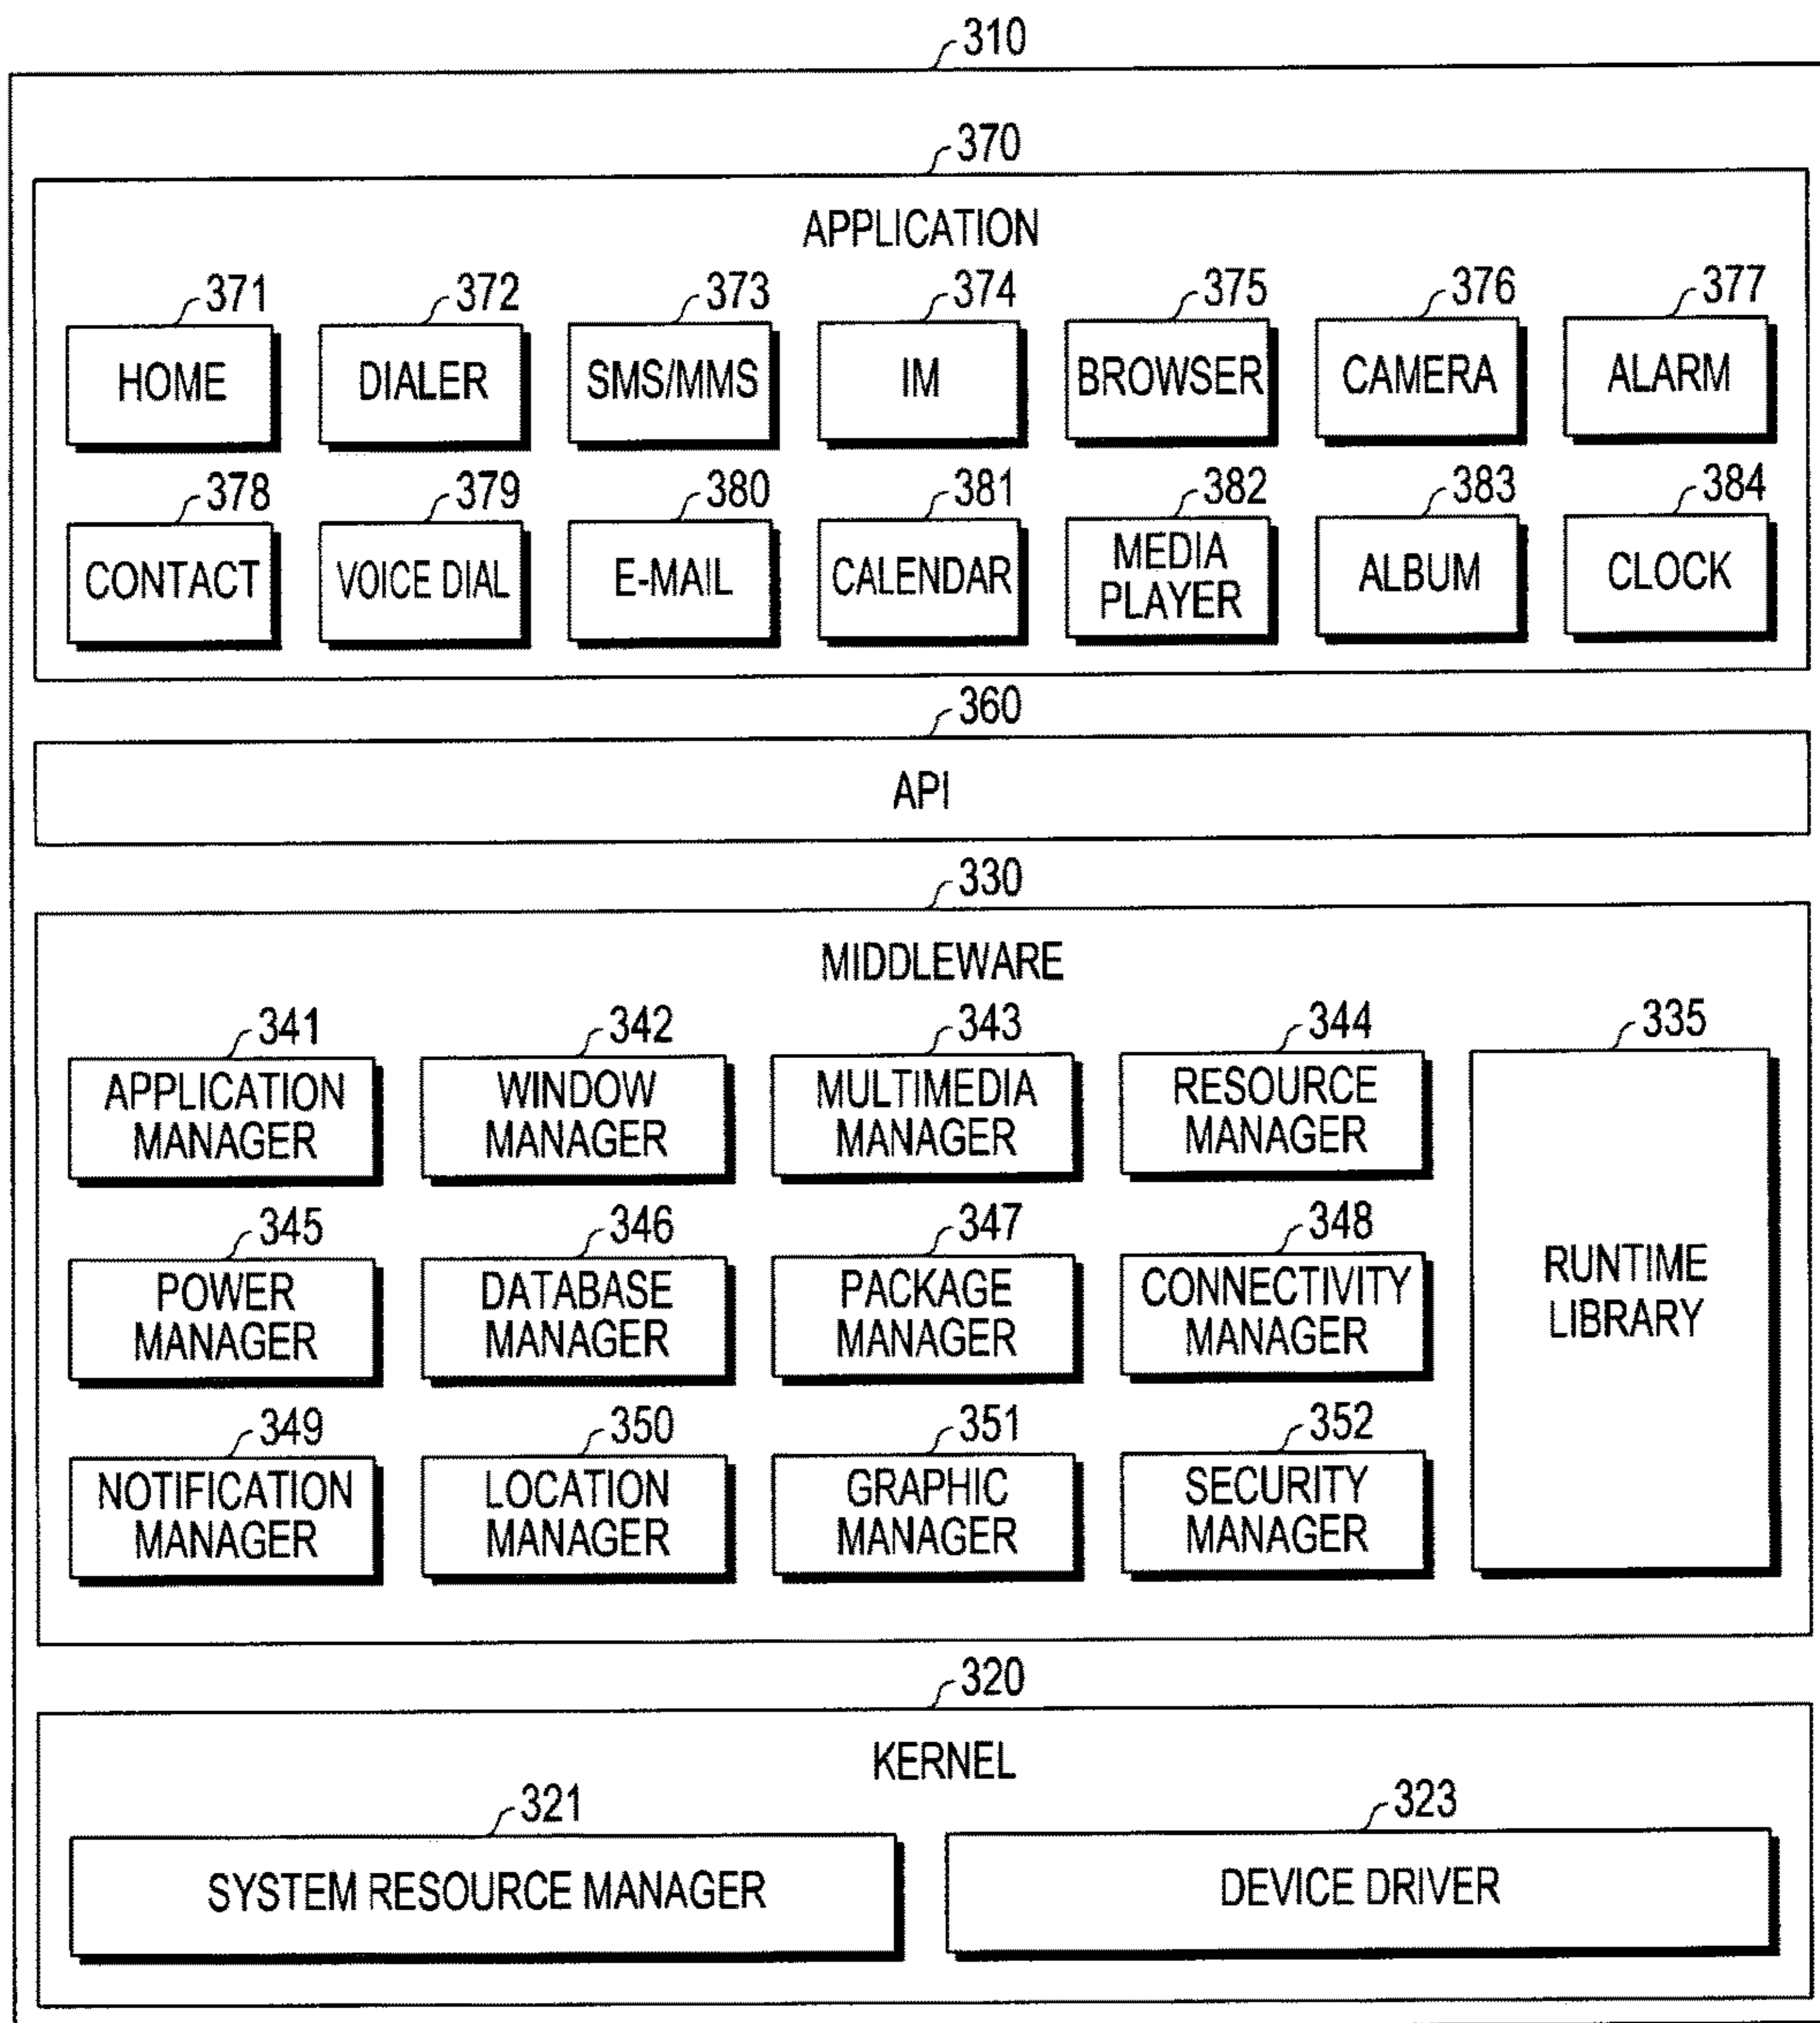 310
370
APPLICATION
371 372 373 374 375 376 377
HOME DIALER SMS/MMS IM BROWSER CAMERA ALARM
378 379 380 381 382 383 384
CONTACT VOICE DIAL E-MAIL CALENDAR MEDIA PLAYER ALBUM CLOCK
360
API
330
MIDDLEWARE
341 342 343 344 335
APPLICATION MANAGER WINDOW MANAGER MULTIMEDIA MANAGER RESOURCE MANAGER
345 346 347 348
POWER MANAGER DATABASE MANAGER PACKAGE MANAGER CONNECTIVITY MANAGER RUNTIME LIBRARY
349 350 351 352
NOTIFICATION MANAGER LOCATION MANAGER GRAPHIC MANAGER SECURITY MANAGER
320
KERNEL
321 323
SYSTEM RESOURCE MANAGER DEVICE DRIVER